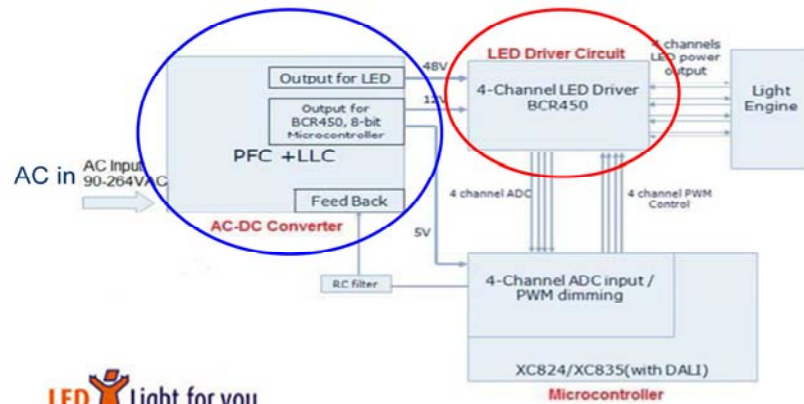 LED Driver Circuit
4 channels
LED power
output
48V
12V
Output for LED
Output for
BCR450, 8-bit
Microcontroller
PFC +LLC
Feed Back
AC in
AC Input
90-264VAC
AC-DC Converter
4-Channel LED Driver
BCR450
Light
Engine
4 channel ADC
4 channel PWM
Control
5V
RC filter
4-Channel ADC input /
PWM dimming
XC824/XC835(with DALI)
Microcontroller
LED Light for you